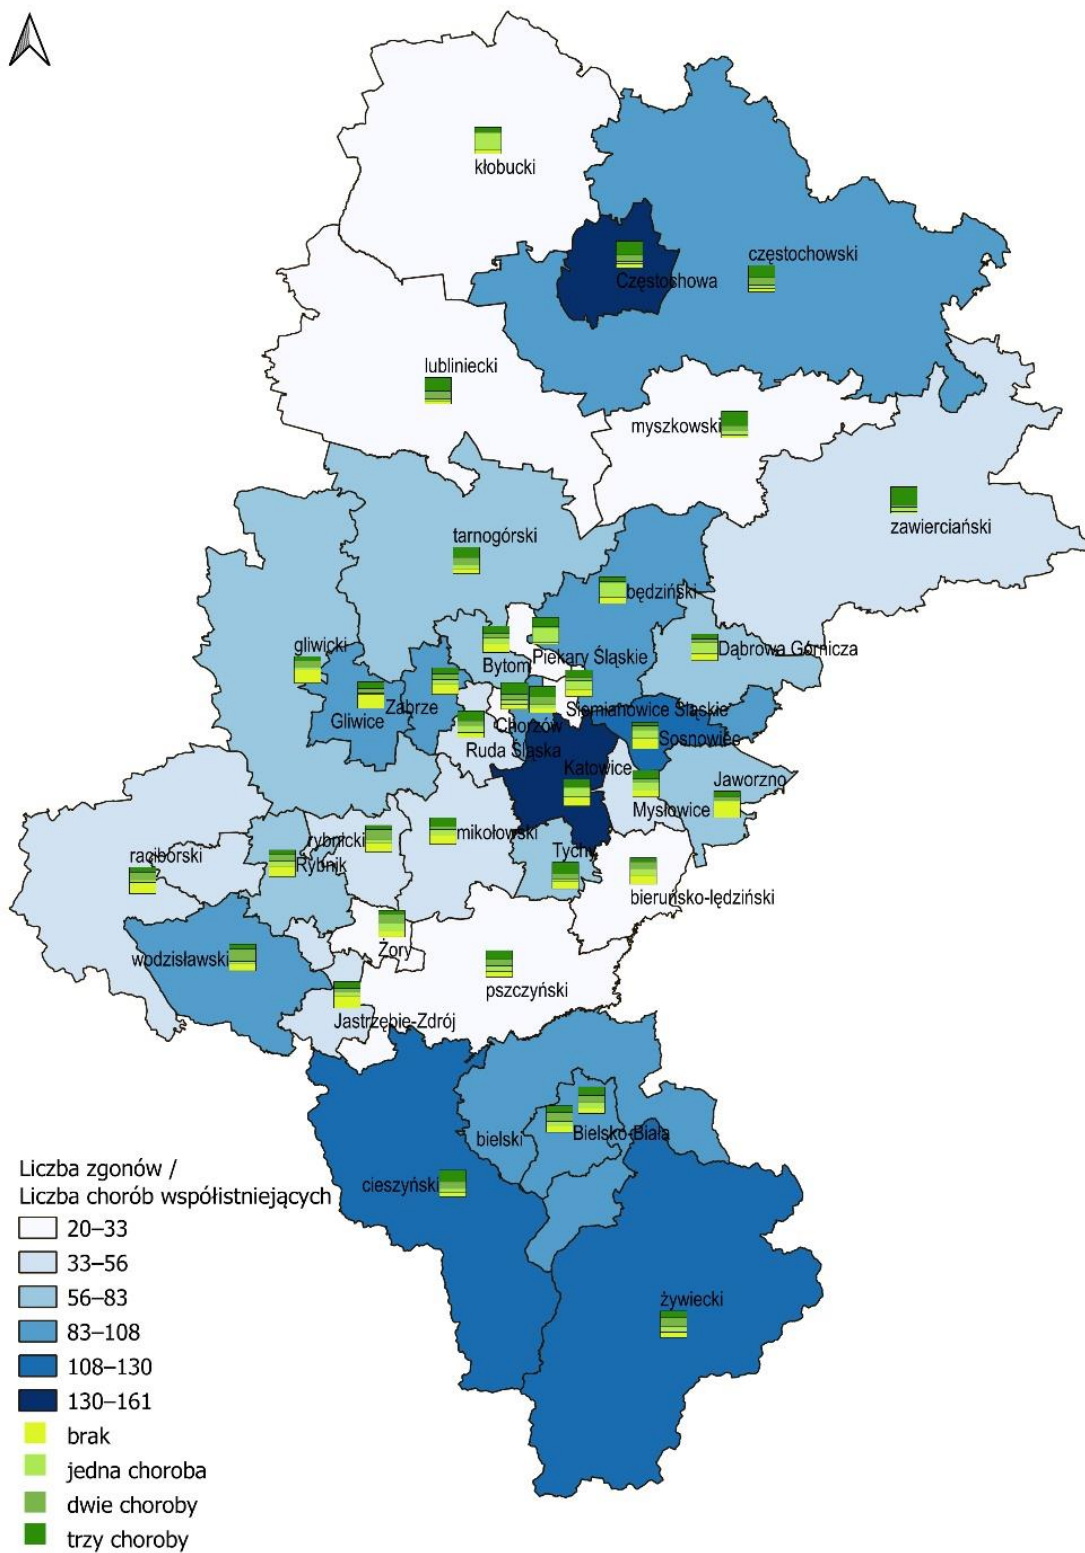 kłobucki
częstochowski
Częstochowa
lubliniecki
myszkowski
zawierciański
tarnogórski
będziński
gliwicki
Bytom
Piekary Śląskie
Dąbrowa Górnicza
Gliwice
Zabrze
Chorzów
Siemianowice Śląskie
Ruda Śląska
Sosnowiec
Katowice
Mysłowice
Jaworzno
raciborski
rybnicki
Rybnik
mikołowski
Tychy
bieruńsko-lędziński
wodzisławski
Żory
pszczyński
Jastrzębie-Zdrój
bielski
Bielsko-Biała
cieszyński
żywiecki
Liczba zgonów /
Liczba chorób współistniejących
20–33
33–56
56–83
83–108
108–130
130–161
brak
jedna choroba
dwie choroby
trzy choroby